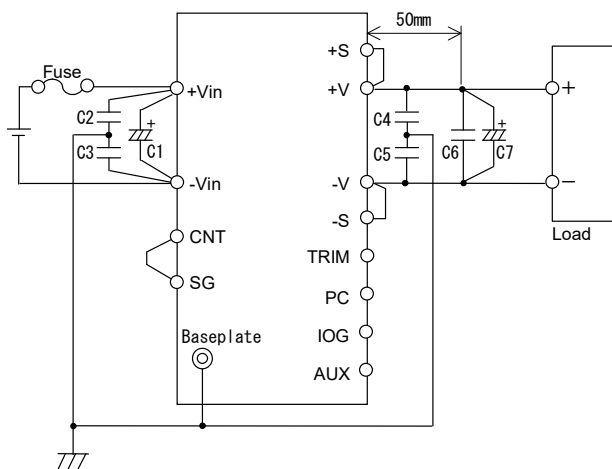 50mm
Fuse
+S
+Vin
+V
+
C2
+
C1
C4
C3
C5
C6
+
C7
-Vin
-V
−
-S
CNT
Load
TRIM
SG
PC
Baseplate
IOG
AUX